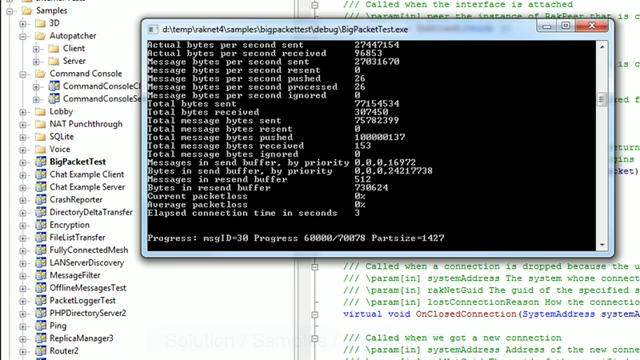 Internal Tests
Samples
Autopatcher
Client
Server
Command Console
CommandConsoleClient
CommandConsoleSe
Lobby
NAT Punchthrough
SQLite
Voice
BigPacketTest
Chat Example Client
Chat Example Server
CrashReporter
DirectoryDeltaTransfer
Encryption
FileListTransfer
FullyConnectedMesh
LANServerDiscovery
MessageFilter
OfflineMessagesTest
PacketLoggerTest
PHPDirectoryServer2
Ping
ReplicaManager3
Router2
d:\temp\raknet4\samples\bigpackettest\debug\BigPacketTest.exe
Actual bytes per second sent 27447154
Actual bytes per second received 96853
Message bytes per second sent 27031670
Message bytes per second resent 0
Message bytes per second pushed 26
Message bytes per second processed 26
Message bytes per second ignored 0
Total bytes sent 77154534
Total bytes received 307450
Total message bytes sent 75782399
Total message bytes resent 0
Total message bytes pushed 100000137
Total message bytes received 153
Total message bytes ignored 0
Messages in send buffer, by priority 0,0,0,16972
Bytes in send buffer, by priority 0,0,0,24217738
Messages in resend buffer 512
Bytes in resend buffer 730624
Current packetloss 0%
Average packetloss 0%
Elapsed connection time in seconds 3
Progress: msgID=30 Progress 60000/70078 Partsize=1427
/// Called when the interface is attached
/// \param[in] peer the instance of RakPeer that is c
/// Called when a connection is dropped because the u
/// \param[in] systemAddress The system whose connect
/// \param[in] rakNetGuid The guid of the specified s
/// \param[in] lostConnectionReason How the connection
virtual void OnClosedConnection(SystemAddress systemA
/// Called when we got a new connection
/// \param[in] systemAddress Address of the new connec
Solution / Samples /